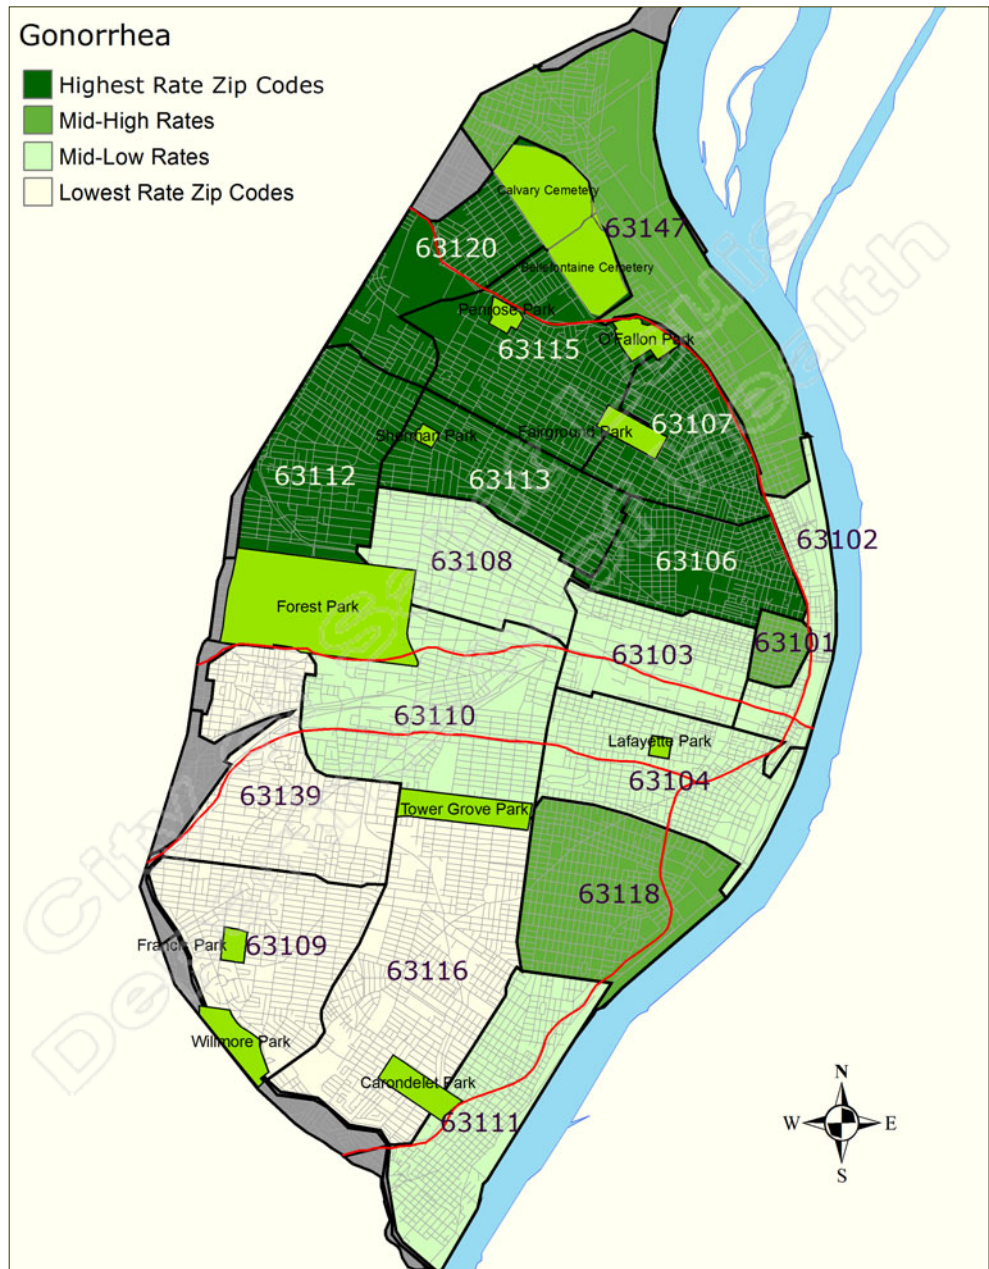 Gonorrhea
Highest Rate Zip Codes
Mid-High Rates
Mid-Low Rates
Lowest Rate Zip Codes
Calvary Cemetery
63147
63120
Bellefontaine Cemetery
Penrose Park
O'Fallon Park
63115
63107
Sherman Park
Fairground Park
63112
63113
63102
63108
63106
Forest Park
63101
63103
63110
Lafayette Park
63104
63139
Tower Grove Park
63118
Francis Park
63109
63116
Willmore Park
Carondelet Park
63111
N
W
E
S
City